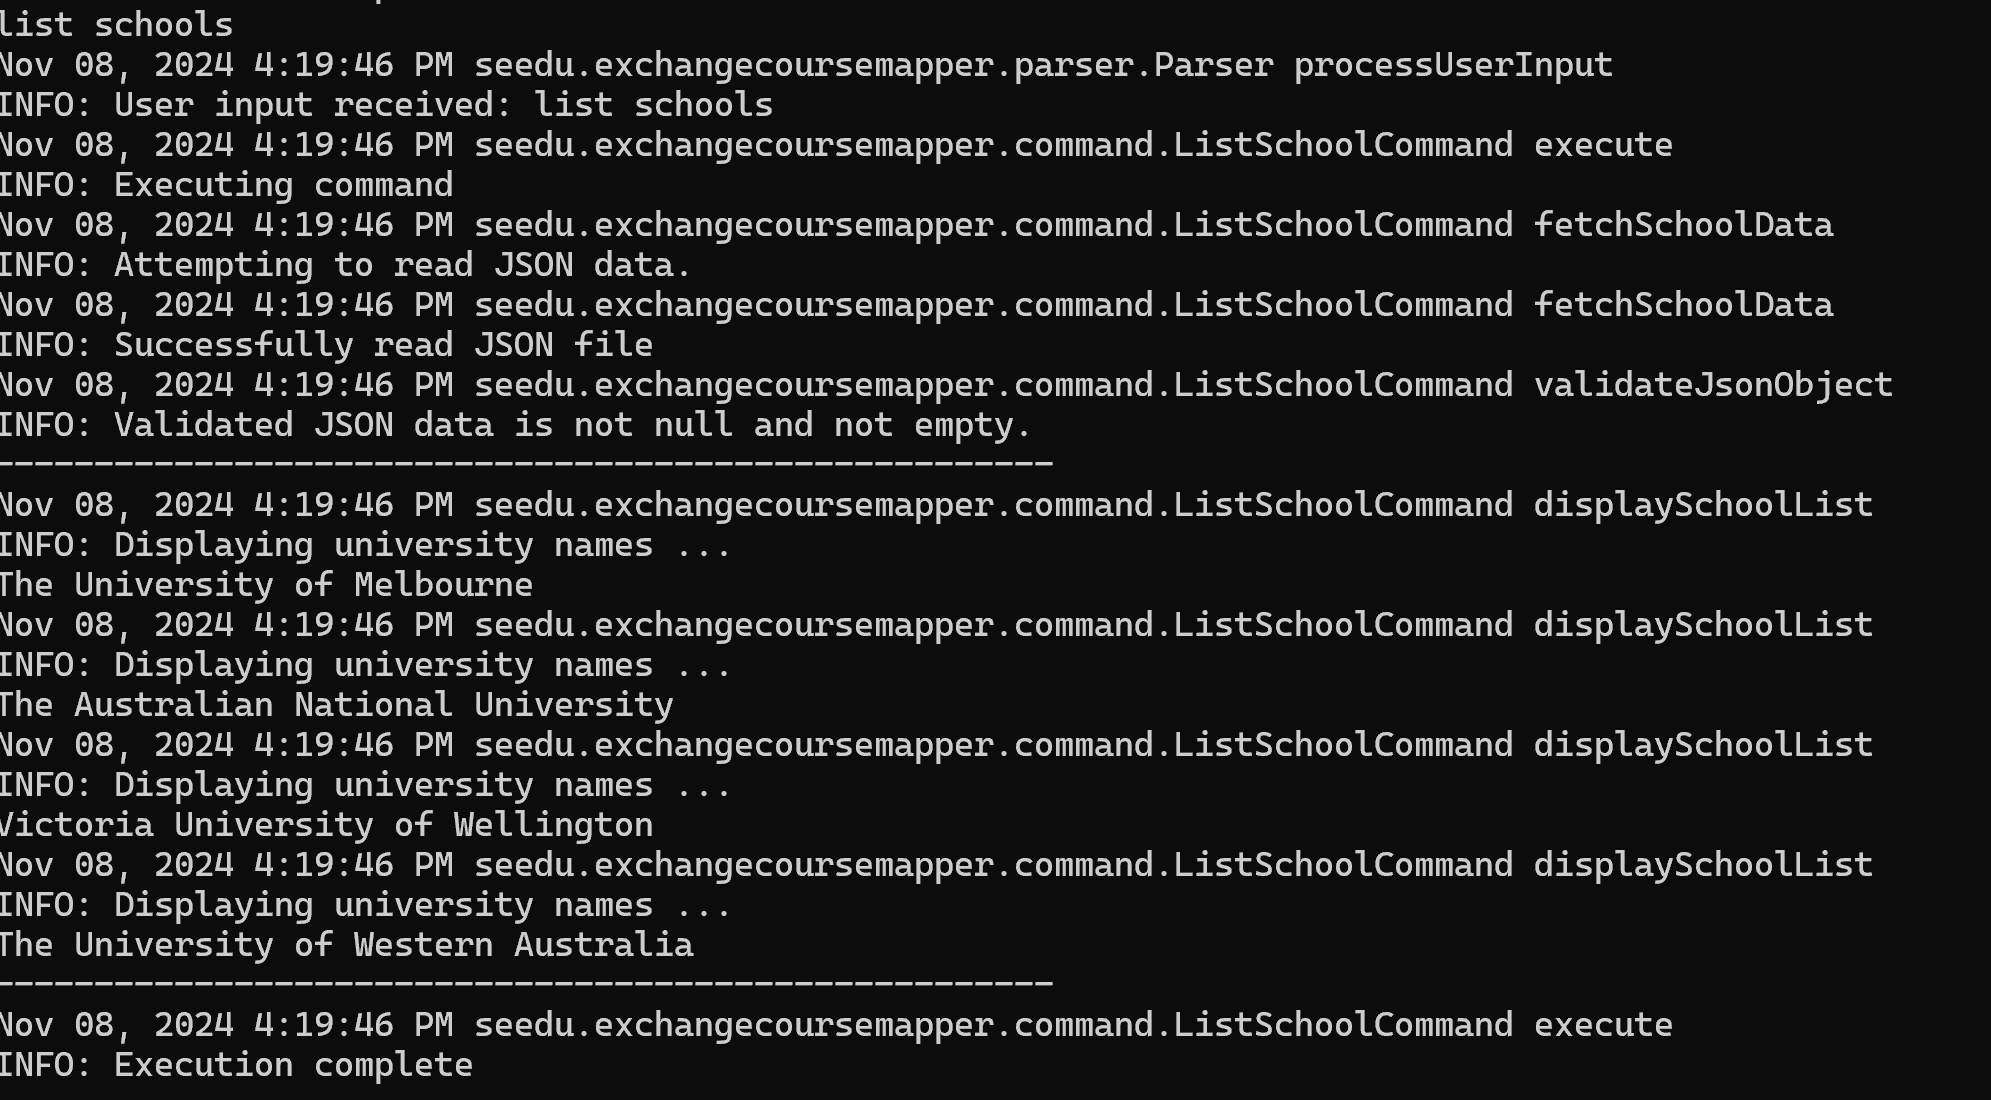 list schools
Nov 08, 2024 4:19:46 PM seedu.exchangecoursemapper.parser.Parser processUserInput
INFO: User input received: list schools
Nov 08, 2024 4:19:46 PM seedu.exchangecoursemapper.command.ListSchoolCommand execute
INFO: Executing command
Nov 08, 2024 4:19:46 PM seedu.exchangecoursemapper.command.ListSchoolCommand fetchSchoolData
INFO: Attempting to read JSON data.
Nov 08, 2024 4:19:46 PM seedu.exchangecoursemapper.command.ListSchoolCommand fetchSchoolData
INFO: Successfully read JSON file
Nov 08, 2024 4:19:46 PM seedu.exchangecoursemapper.command.ListSchoolCommand validateJsonObject
INFO: Validated JSON data is not null and not empty.
-----------------------------------------------------
Nov 08, 2024 4:19:46 PM seedu.exchangecoursemapper.command.ListSchoolCommand displaySchoolList
INFO: Displaying university names ...
The University of Melbourne
Nov 08, 2024 4:19:46 PM seedu.exchangecoursemapper.command.ListSchoolCommand displaySchoolList
INFO: Displaying university names ...
The Australian National University
Nov 08, 2024 4:19:46 PM seedu.exchangecoursemapper.command.ListSchoolCommand displaySchoolList
INFO: Displaying university names ...
Victoria University of Wellington
Nov 08, 2024 4:19:46 PM seedu.exchangecoursemapper.command.ListSchoolCommand displaySchoolList
INFO: Displaying university names ...
The University of Western Australia
-----------------------------------------------------
Nov 08, 2024 4:19:46 PM seedu.exchangecoursemapper.command.ListSchoolCommand execute
INFO: Execution complete